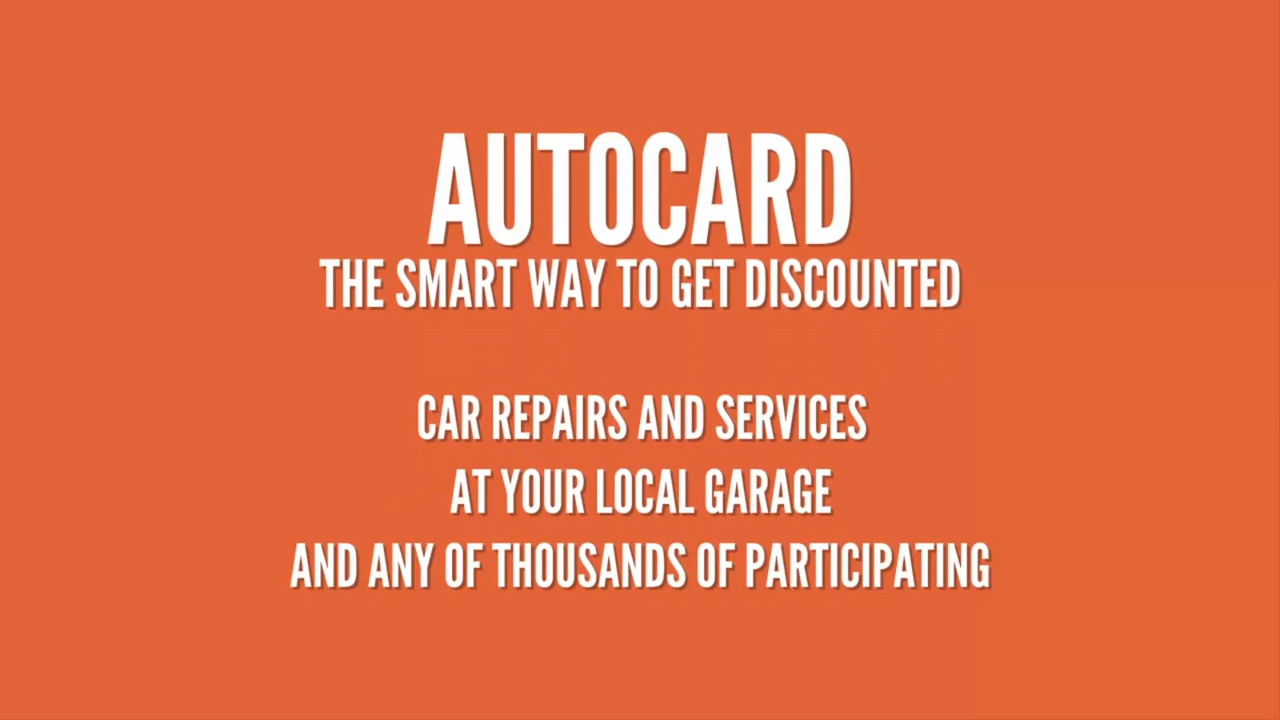 AUTOCARD
THE SMART WAY TO GET DISCOUNTED
CAR REPAIRS AND SERVICES
AT YOUR LOCAL GARAGE
AND ANY OF THOUSANDS OF PARTICIPATING